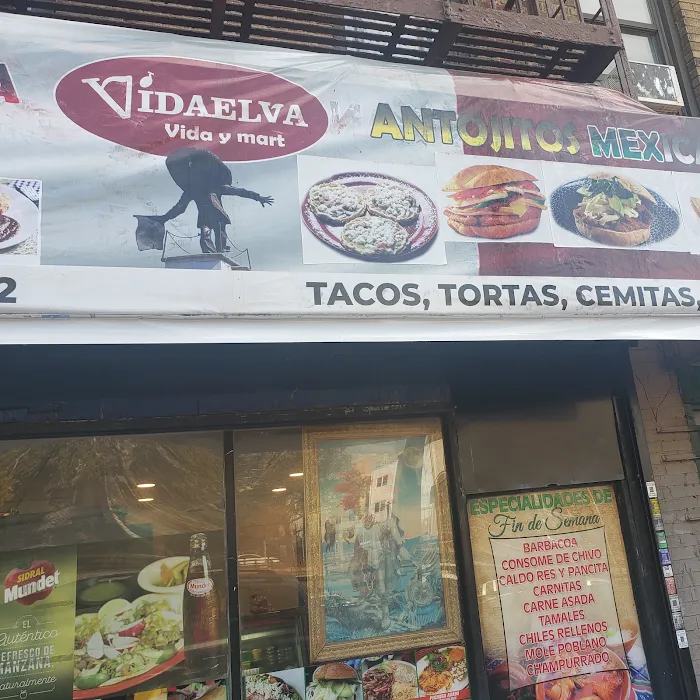 A
VIDAELVA
Vida y mart
ANTOJITOS MEXIC
2
TACOS, TORTAS, CEMITAS,
SIDRAL
Mundet
EL
Auténtico
REFRESCO DE
MANZANA
Mundet
ESPECIALIDADES DE
Fin de Semana
BARBACOA
CONSOME DE CHIVO
CALDO RES Y PANCITA
CARNITAS
CARNE ASADA
TAMALES
CHILES RELLENOS
MOLE POBLANO
CHAMPURRADO